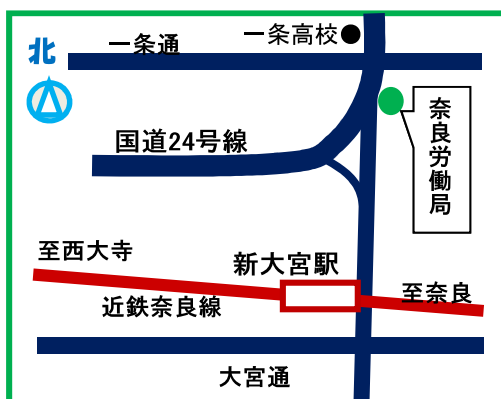 一条高校
一条通
北
国道24号線
奈良労働局
至西大寺
新大宮駅
至奈良
近鉄奈良線
大宮通